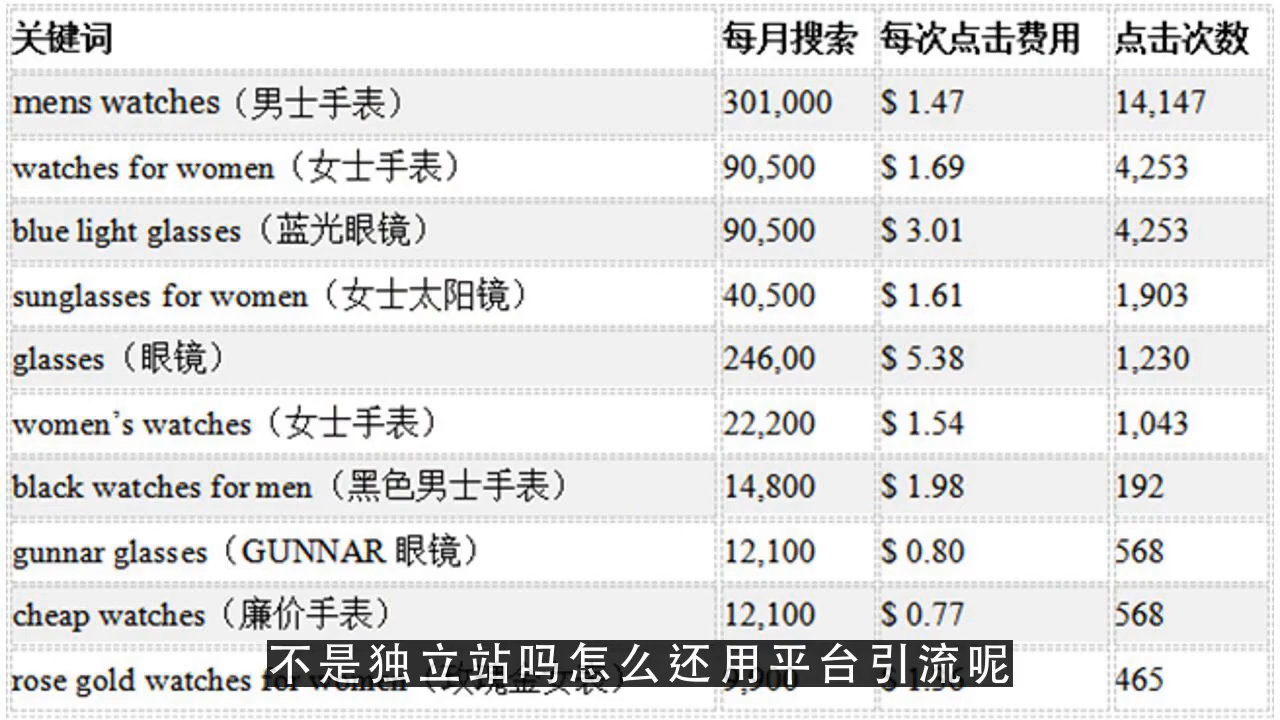 关键词 每月搜索 每次点击费用 点击次数
mens watches（男士手表） 301,000 $ 1.47 14,147
watches for women（女士手表） 90,500 $ 1.69 4,253
blue light glasses（蓝光眼镜） 90,500 $ 3.01 4,253
sunglasses for women（女士太阳镜） 40,500 $ 1.61 1,903
glasses（眼镜） 246,00 $ 5.38 1,230
women’s watches（女士手表） 22,200 $ 1.54 1,043
black watches for men（黑色男士手表） 14,800 $ 1.98 192
gunnar glasses（GUNNAR 眼镜） 12,100 $ 0.80 568
cheap watches（廉价手表） 12,100 $ 0.77 568
不是独立站吗怎么还用平台引流呢
rose gold watches for women 465